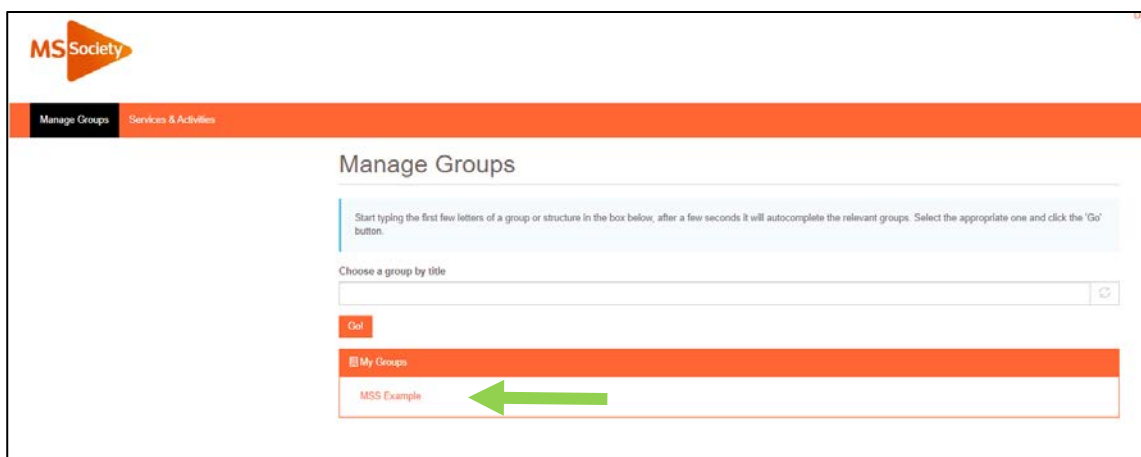 MS Society
Manage Groups Services & Activities
Manage Groups
Start typing the first few letters of a group or structure in the box below, after a few seconds it will autocomplete the relevant groups. Select the appropriate one and click the 'Go'
button.
Choose a group by title
Go!
My Groups
MSS Example